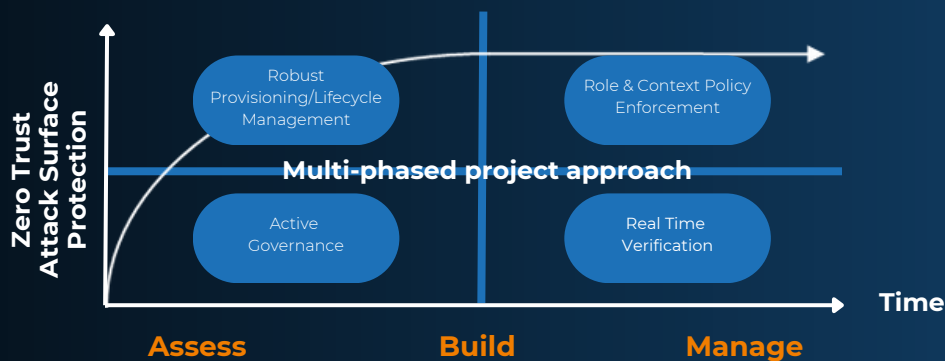 Zero Trust
Attack Surface
Protection
Robust
Provisioning/Lifecycle
Management
Role & Context Policy
Enforcement
Multi-phased project approach
Active
Governance
Real Time
Verification
Time
Assess
Build
Manage